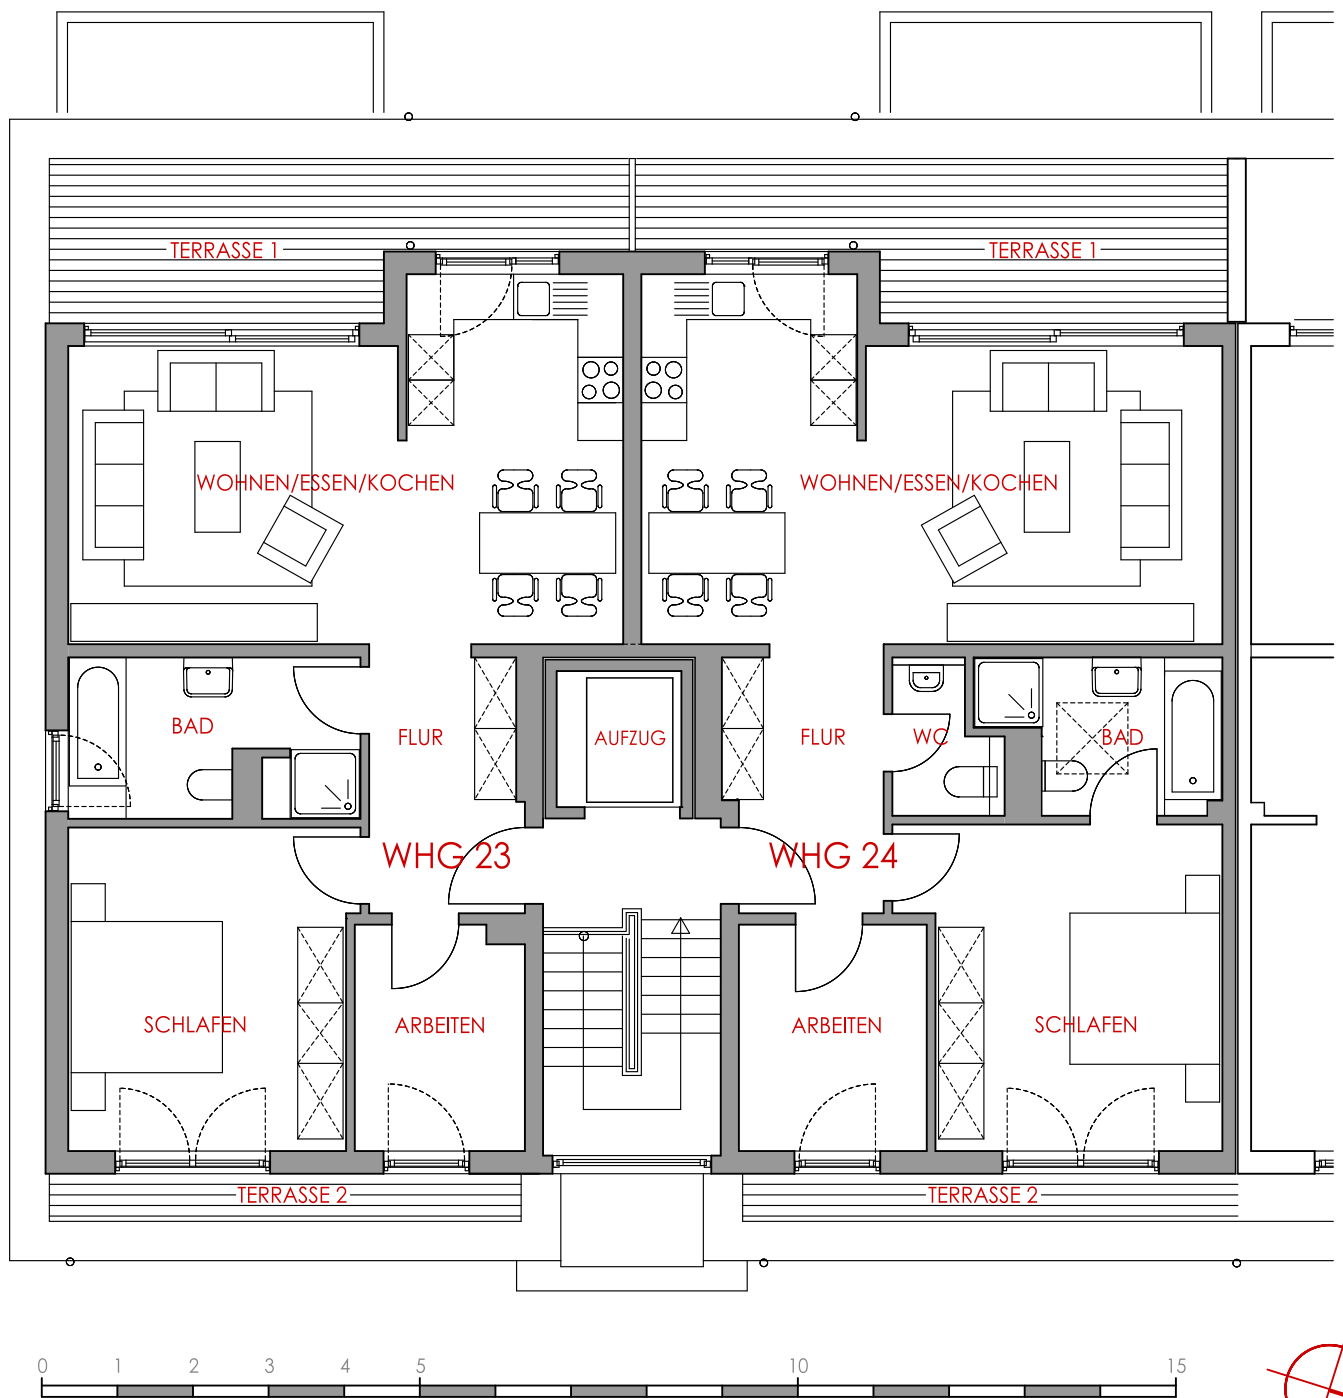 TERRASSE 1
TERRASSE 1
WOHNEN/ESSEN/KOCHEN
WOHNEN/ESSEN/KOCHEN
BAD
FLUR
AUFZUG
FLUR
WC
BAD
WHG 23
WHG 24
SCHLAFEN
ARBEITEN
ARBEITEN
SCHLAFEN
TERRASSE 2
TERRASSE 2
0 1 2 3 4 5 10 15